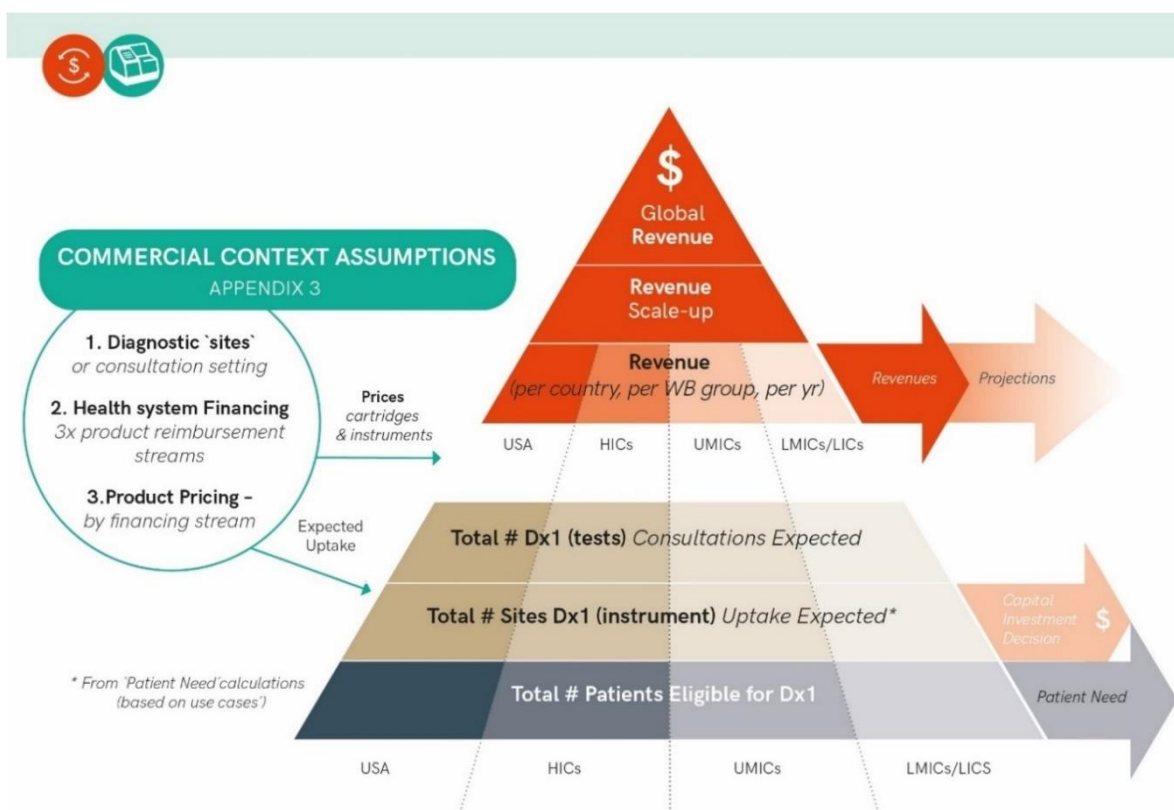 $
$
Global
Revenue
Revenue
Scale-up
Revenue
(per country, per WB group, per yr)
Revenues
Projections
USA
HICs
UMICs
LMICs/LICs
COMMERCIAL CONTEXT ASSUMPTIONS
APPENDIX 3
1. Diagnostic `sites`
or consultation setting
2. Health system Financing
3x product reimbursement
streams
3.Product Pricing –
by financing stream
Prices
cartridges
& instruments
Expected
Uptake
Total # Dx1 (tests) Consultations Expected
Total # Sites Dx1 (instrument) Uptake Expected*
Capital
Investment
Decision
$
* From `Patient Need`calculations
(based on use cases`)
Total # Patients Eligible for Dx1
Patient Need
USA
HICs
UMICs
LMICs/LICS